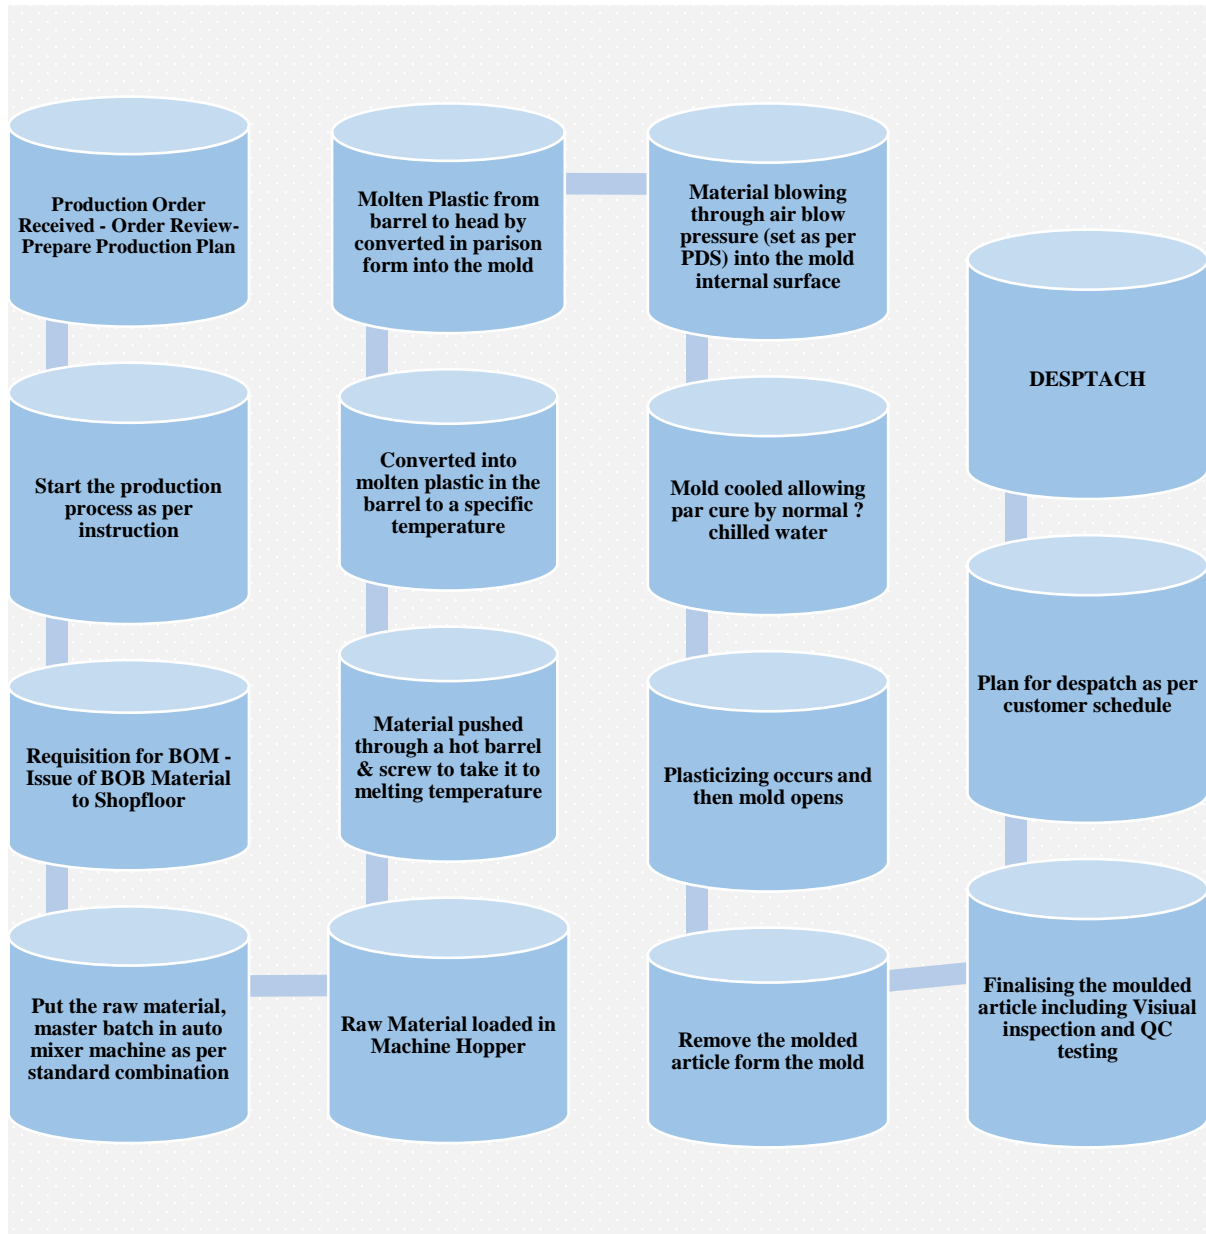 Production Order
Received - Order Review-
Prepare Production Plan
Start the production
process as per
instruction
Requisition for BOM -
Issue of BOB Material
to Shopfloor
Put the raw material,
master batch in auto
mixer machine as per
standard combination
Raw Material loaded in
Machine Hopper
Material pushed
through a hot barrel
& screw to take it to
melting temperature
Converted into
molten plastic in the
barrel to a specific
temperature
Molten Plastic from
barrel to head by
converted in parison
form into the mold
Material blowing
through air blow
pressure (set as per
PDS) into the mold
internal surface
Mold cooled allowing
par cure by normal ?
chilled water
Plasticizing occurs and
then mold opens
Remove the molded
article form the mold
Finalising the moulded
article including Visiual
inspection and QC
testing
Plan for despatch as per
customer schedule
DESPTACH